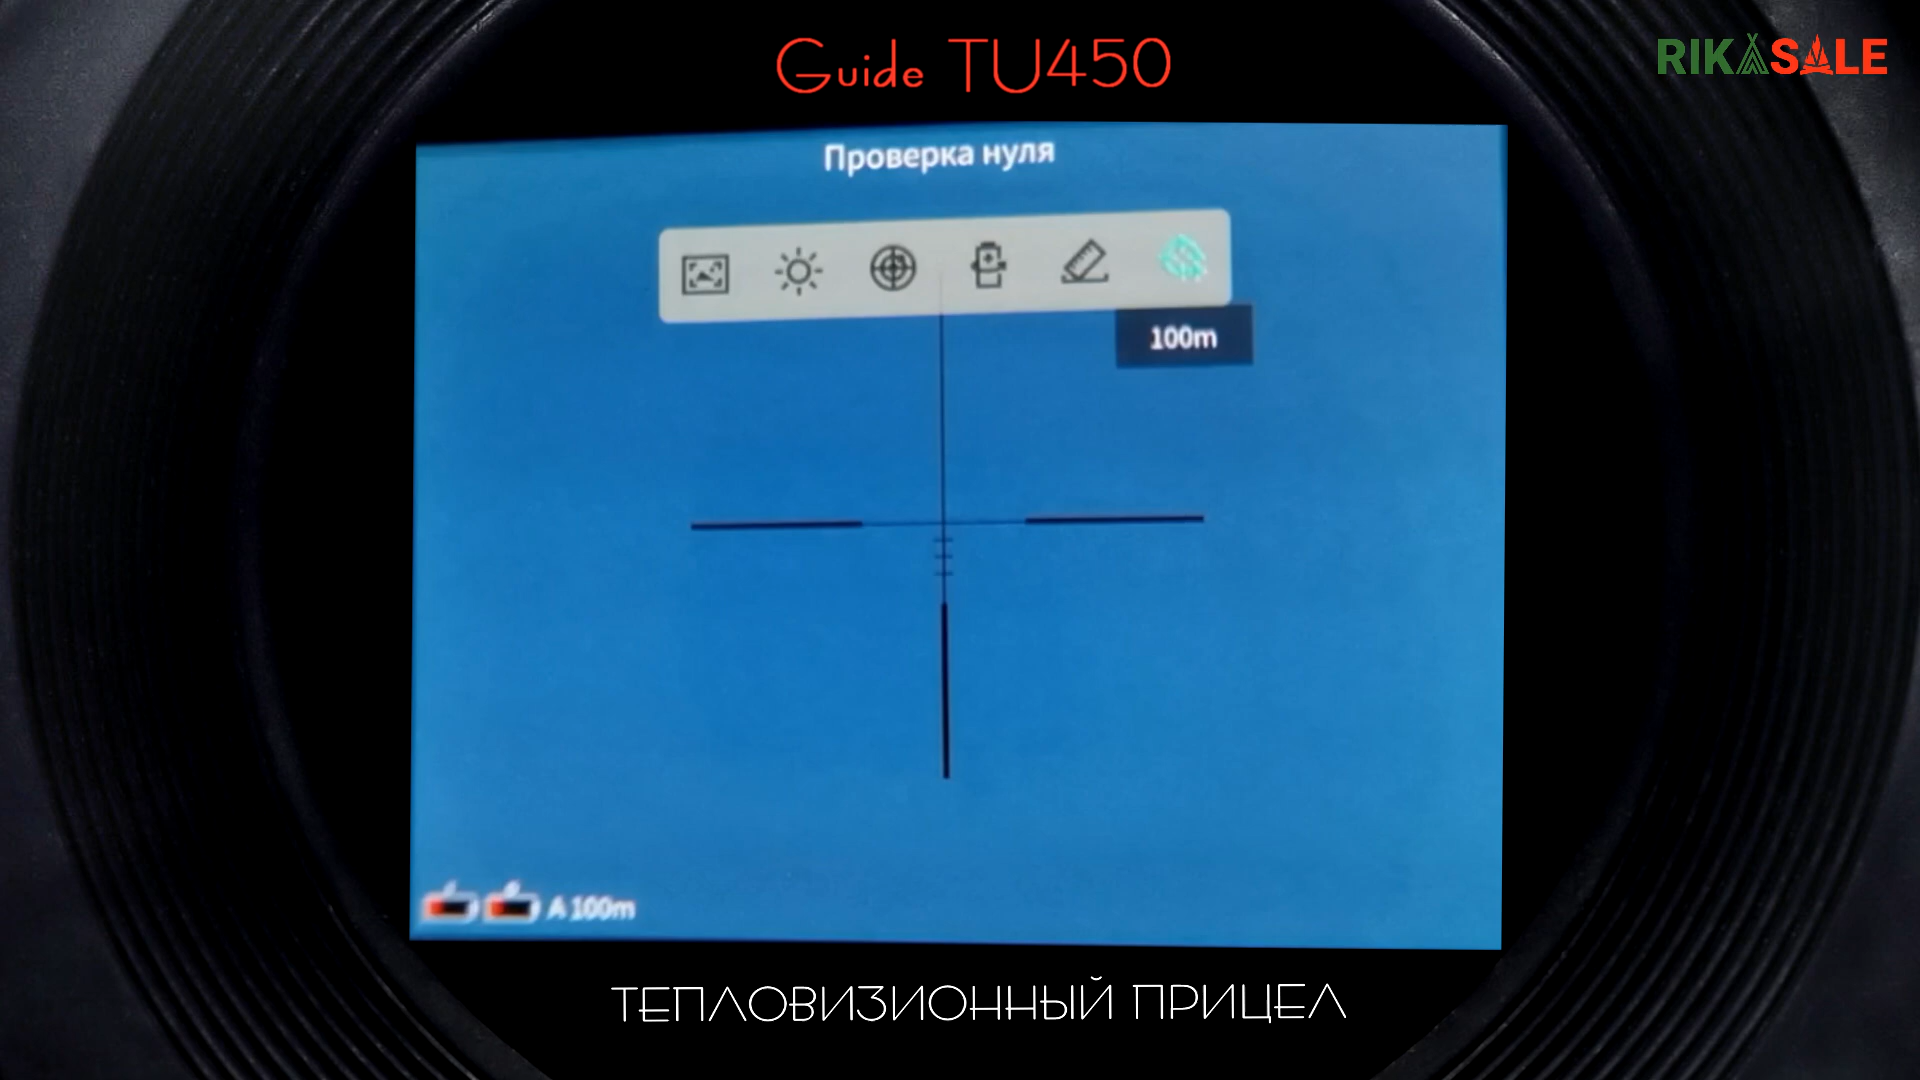 Guide TU450
RIKASALE
Проверка нуля
100m
A 100m
ТЕПЛОВИЗИОННЫЙ ПРИЦЕЛ